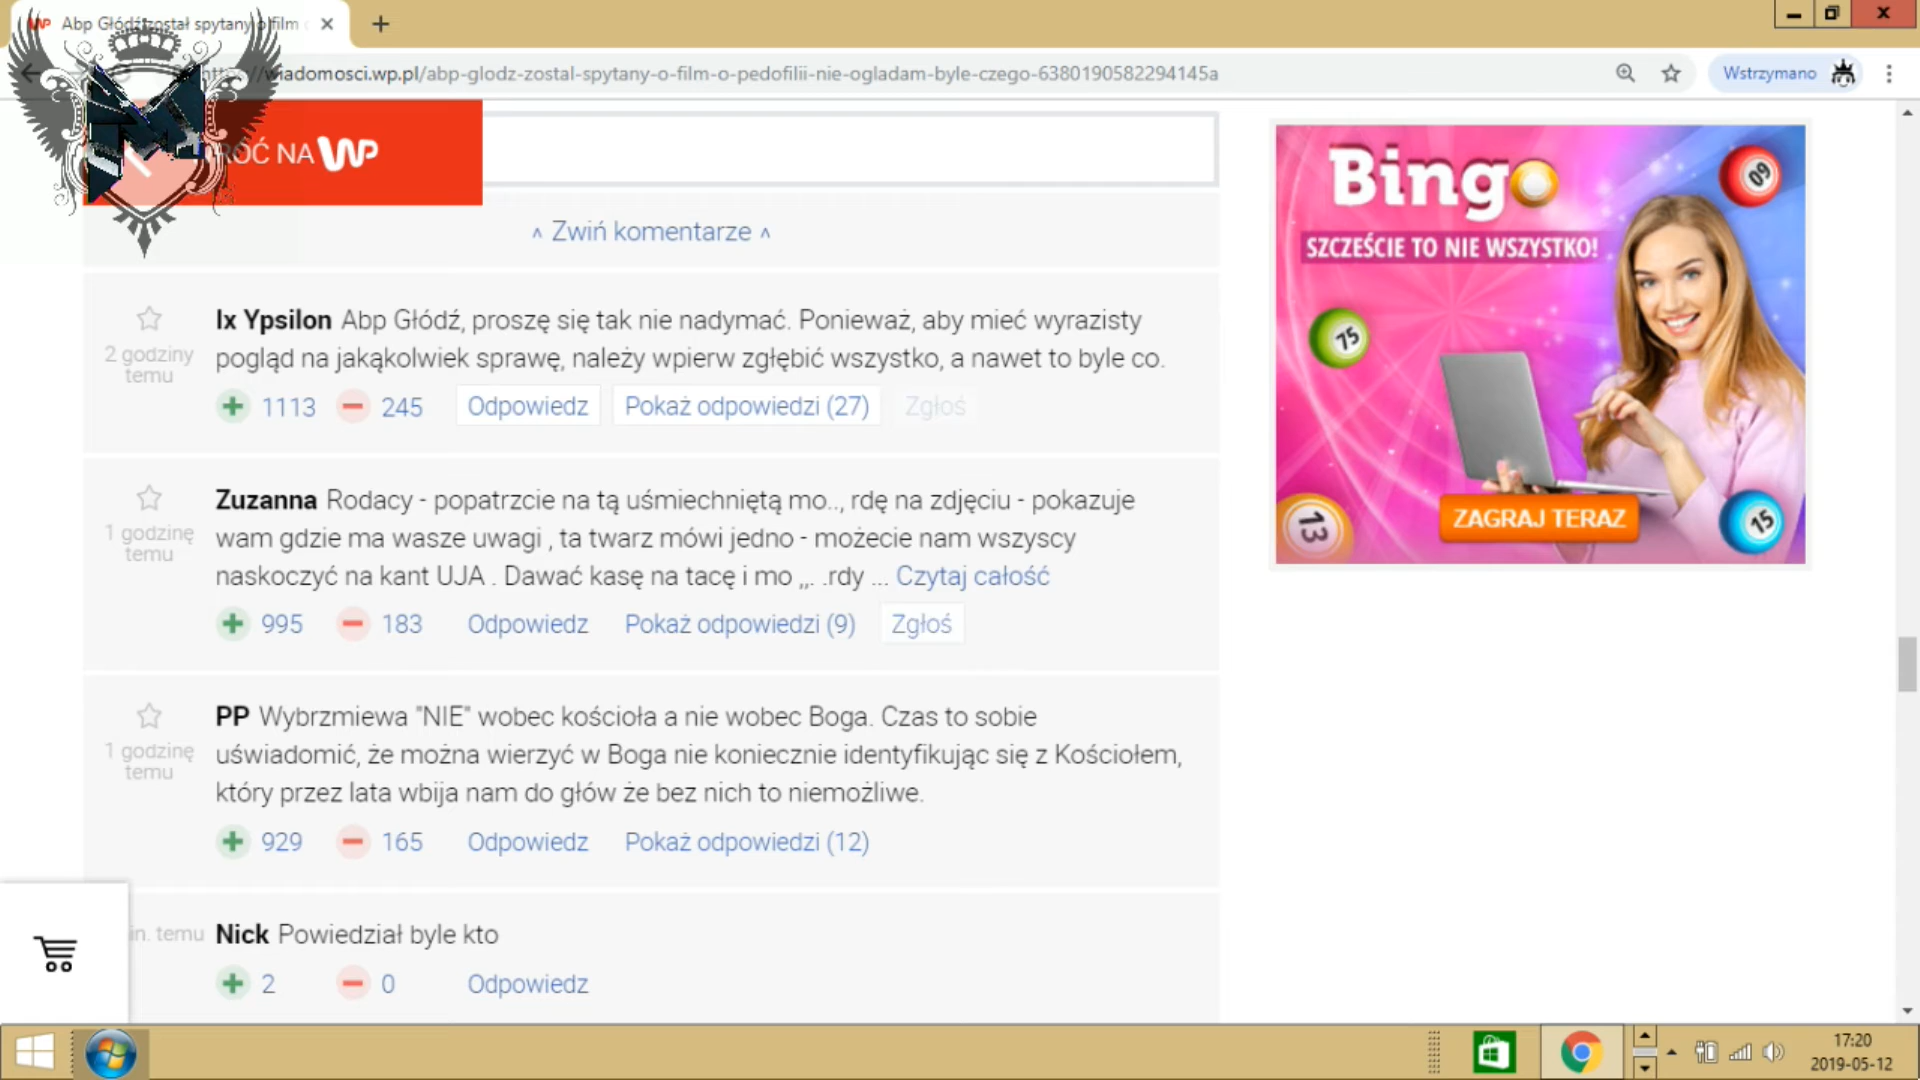 Abp Głódź został spytany o film
Wstrzymano
wiadomosci.wp.pl/abp-glodz-zostal-spytany-o-film-o-pedofilii-nie-ogladam-byle-czego-6380190582294145a
RÓĆ NA WP
^ Zwiń komentarze ^
Ix Ypsilon Abp Głódź, proszę się tak nie nadymać. Ponieważ, aby mieć wyrazisty
pogląd na jakąkolwiek sprawę, należy wpierw zgłębić wszystko, a nawet to byle co.
2 godziny
temu
+ 1113 − 245 Odpowiedz Pokaż odpowiedzi (27) Zgłoś
Zuzanna Rodacy - popatrzcie na tą uśmiechniętą mo.., rdę na zdjęciu - pokazuje
wam gdzie ma wasze uwagi , ta twarz mówi jedno - możecie nam wszyscy
naskoczyć na kant UJA . Dawać kasę na tacę i mo ,,. .rdy ... Czytaj całość
1 godzinę
temu
+ 995 − 183 Odpowiedz Pokaż odpowiedzi (9) Zgłoś
PP Wybrzmiewa "NIE" wobec kościoła a nie wobec Boga. Czas to sobie
uświadomić, że można wierzyć w Boga nie koniecznie identyfikując się z Kościołem,
który przez lata wbija nam do głów że bez nich to niemożliwe.
1 godzinę
temu
+ 929 − 165 Odpowiedz Pokaż odpowiedzi (12)
in. temu
Nick Powiedział byle kto
+ 2 − 0 Odpowiedz
Bingo
SZCZEŚCIE TO NIE WSZYSTKO!
09
75
13
15
ZAGRAJ TERAZ
17:20
2019-05-12